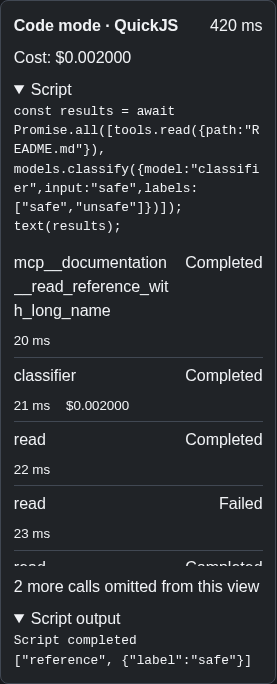 Code mode · QuickJS 420 ms
Cost: $0.002000
▼ Script
const results = await
Promise.all([tools.read({path:"R
EADME.md"}),
models.classify({model:"classifi
er",input:"safe",labels:
["safe","unsafe"]})]);
text(results);
mcp__documentation Completed
__read_reference_wit
h_long_name
20 ms
classifier Completed
21 ms $0.002000
read Completed
22 ms
read Failed
23 ms
read Completed
2 more calls omitted from this view
▼ Script output
Script completed
["reference", {"label":"safe"}]